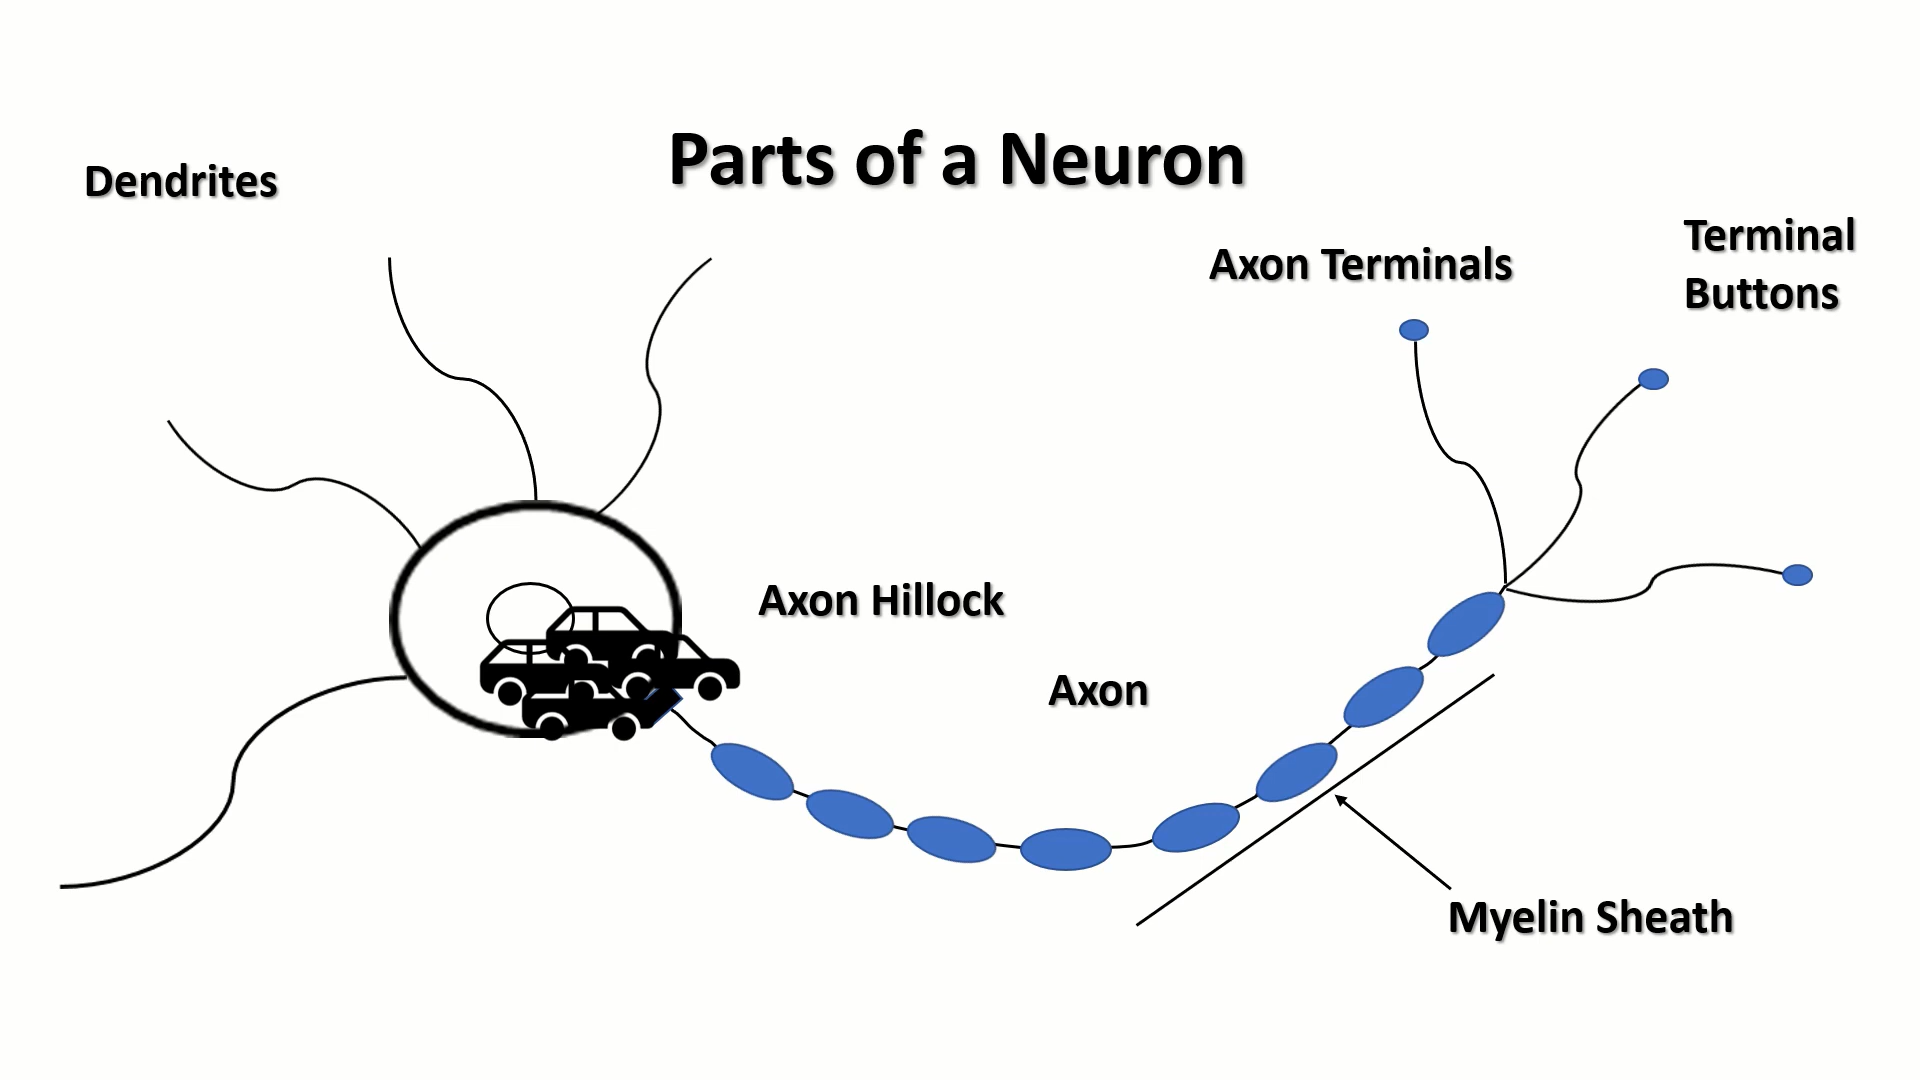 Parts of a Neuron
Dendrites
Axon Terminals
Terminal
Buttons
Axon Hillock
Axon
Myelin Sheath